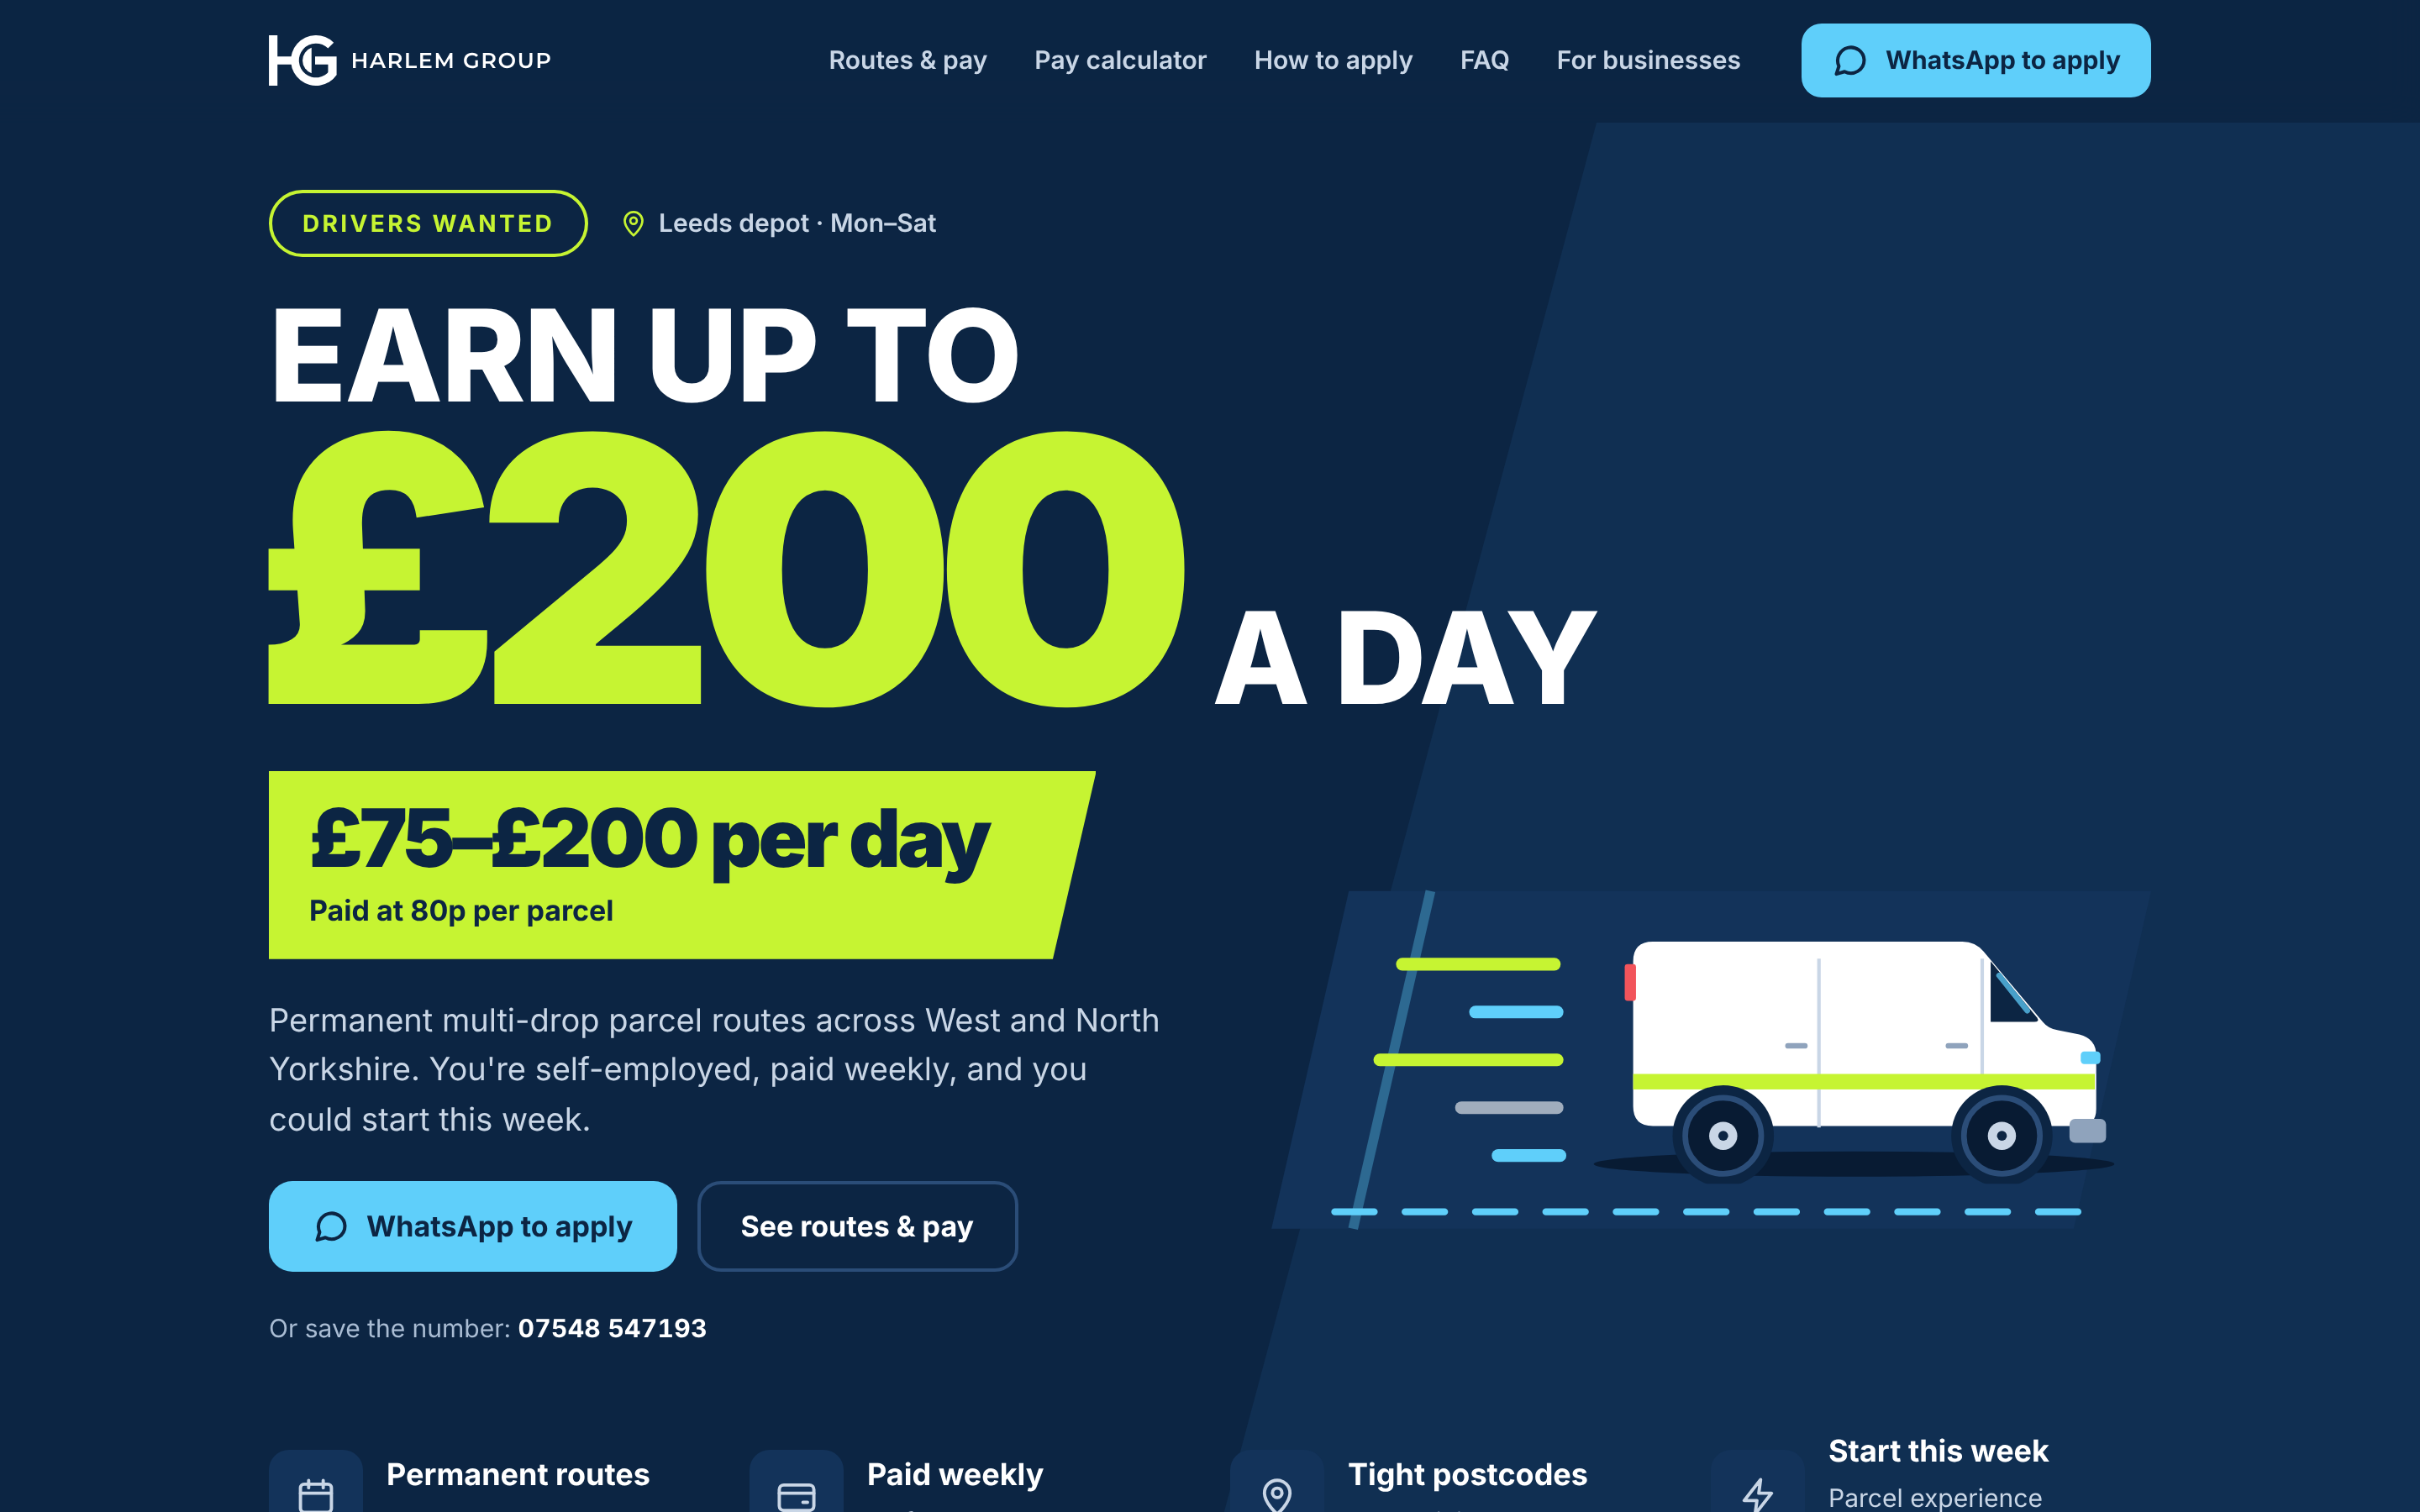 HG HARLEM GROUP
Routes & pay
Pay calculator
How to apply
FAQ
For businesses
WhatsApp to apply
DRIVERS WANTED
Leeds depot · Mon–Sat
EARN UP TO
£200 A DAY
£75–£200 per day
Paid at 80p per parcel
Permanent multi-drop parcel routes across West and North
Yorkshire. You're self-employed, paid weekly, and you
could start this week.
WhatsApp to apply
See routes & pay
Or save the number: 07548 547193
Permanent routes
Paid weekly
Tight postcodes
Start this week
Parcel experience